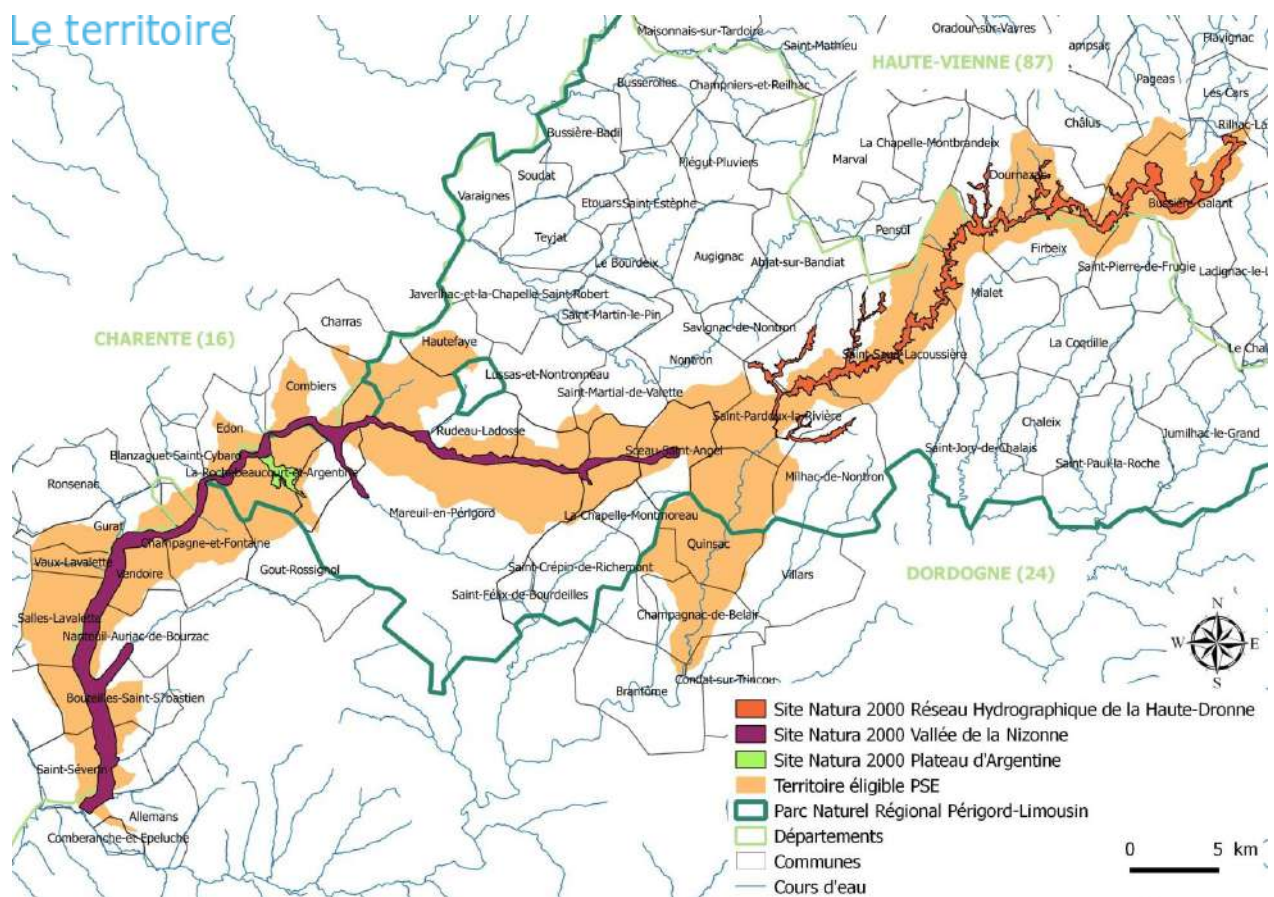 Le territoire
Maisonnais-sur-Tardoire
Saint-Mathieu
Oradour-sur-Vayres
Flavignac
HAUTE-VIENNE (87)
Pageas
Les-Cars
Busserolles
Champniers-et-Reilhac
Châlus
Bussière-Badil
La Chapelle-Montbrandeix
Marval
Piégut-Pluviers
Soudat
Dournazac
Varaignes
Etouars
Saint-Estèphe
Bussière-Galant
Teyjat
Pensol
Augignac
Firbeix
Le Bourdeix
Abjat-sur-Bandiat
Saint-Pierre-de-Frugie
Mialet
Javerlhac-et-la-Chapelle-Saint-Robert
Saint-Martin-le-Pin
Charras
Savignac-de-Nontron
CHARENTE (16)
Hautefaye
La Coquille
Nontron
Saint-Saud-Lacoussière
Lussas-et-Nontronneau
Combiers
Saint-Martial-de-Valette
Saint-Pardoux-la-Rivière
Chaleix
Edon
Rudeau-Ladosse
Jumilhac-le-Grand
Sceau-Saint-Angel
Saint-Jory-de-Chalais
Blanzaguet-Saint-Cybard
Saint-Paul-la-Roche
La-Rochebeaucourt-et-Argentine
Milhac-de-Nontron
Ronsenac
Mareuil-en-Périgord
La-Chapelle-Montmoreau
Gurat
Champagne-et-Fontaine
Quinsac
Vaux-Lavalette
Vendoire
Gout-Rossignol
Saint-Crépin-de-Richemont
Villars
DORDOGNE (24)
Saint-Félix-de-Bourdeilles
Champagnac-de-Belair
Salles-Lavalette
Nanteuil-Auriac-de-Bourzac
N
W E
S
Condat-sur-Trincou
Brantôme
Bouteilles-Saint-S?bastien
Saint-Séverin
Allemans
Comberanche-et-Epeluche
Site Natura 2000 Réseau Hydrographique de la Haute-Dronne
Site Natura 2000 Vallée de la Nizonne
Site Natura 2000 Plateau d'Argentine
Territoire éligible PSE
Parc Naturel Régional Périgord-Limousin
Départements
Communes
Cours d'eau
0 5 km